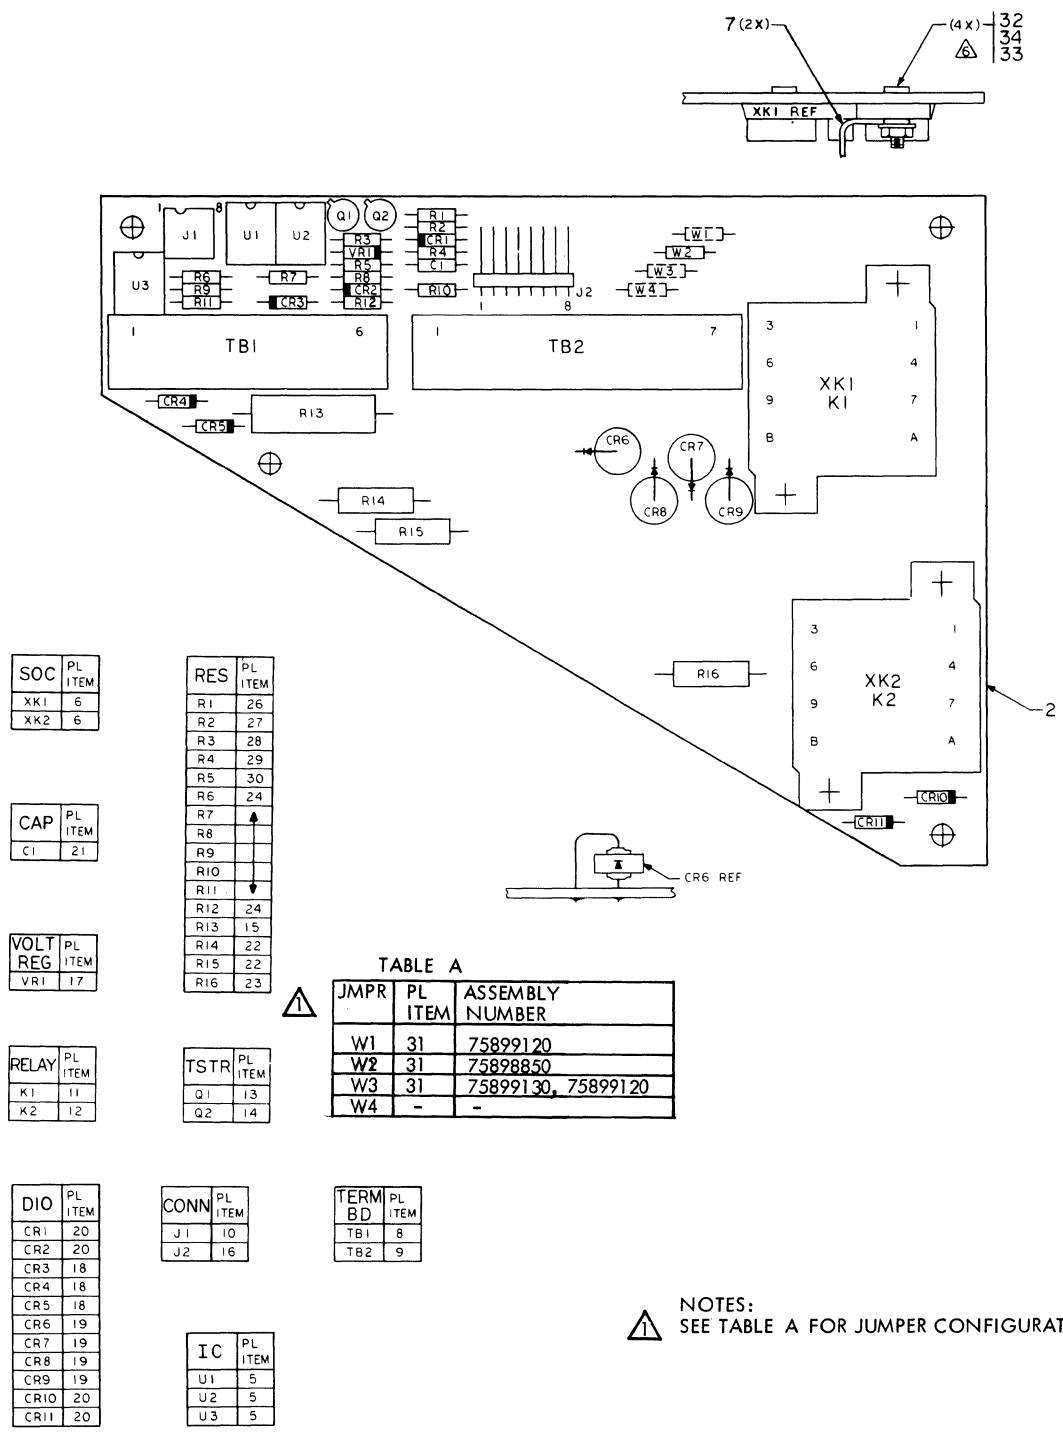 7 (2X)
(4X) 32
34
33
6
XK1 REF
1 8
J1
U1
U2
Q1
Q2
R1
R2
R3
CR1
VR1
R4
R5
C1
W1
W2
W3
W4
U3
R6
R7
R8
R9
CR2
R10
R11
CR3
R12
J2
1 8
1 6
TB1
1 7
TB2
3 1
6 4
XK1
K1
9 7
B A
CR4
CR5
R13
CR6
CR7
CR8
CR9
R14
R15
3 1
6 4
R16
XK2
K2
9 7
2
B A
CR10
CR11
CR6 REF
SOC PL ITEM
XK1 6
XK2 6
CAP PL ITEM
C1 21
VOLT REG PL ITEM
VR1 17
RELAY PL ITEM
K1 11
K2 12
RES PL ITEM
R1 26
R2 27
R3 28
R4 29
R5 30
R6 24
R7
R8
R9
R10
R11
R12 24
R13 15
R14 22
R15 22
R16 23
TSTR PL ITEM
Q1 13
Q2 14
TABLE A
1
JMPR PL ITEM ASSEMBLY NUMBER
W1 31 75899120
W2 31 75898850
W3 31 75899130, 75899120
W4 - -
DIO PL ITEM
CR1 20
CR2 20
CR3 18
CR4 18
CR5 18
CR6 19
CR7 19
CR8 19
CR9 19
CR10 20
CR11 20
CONN PL ITEM
J1 10
J2 16
TERM BD PL ITEM
TB1 8
TB2 9
IC PL ITEM
U1 5
U2 5
U3 5
NOTES:
1 SEE TABLE A FOR JUMPER CONFIGURAT